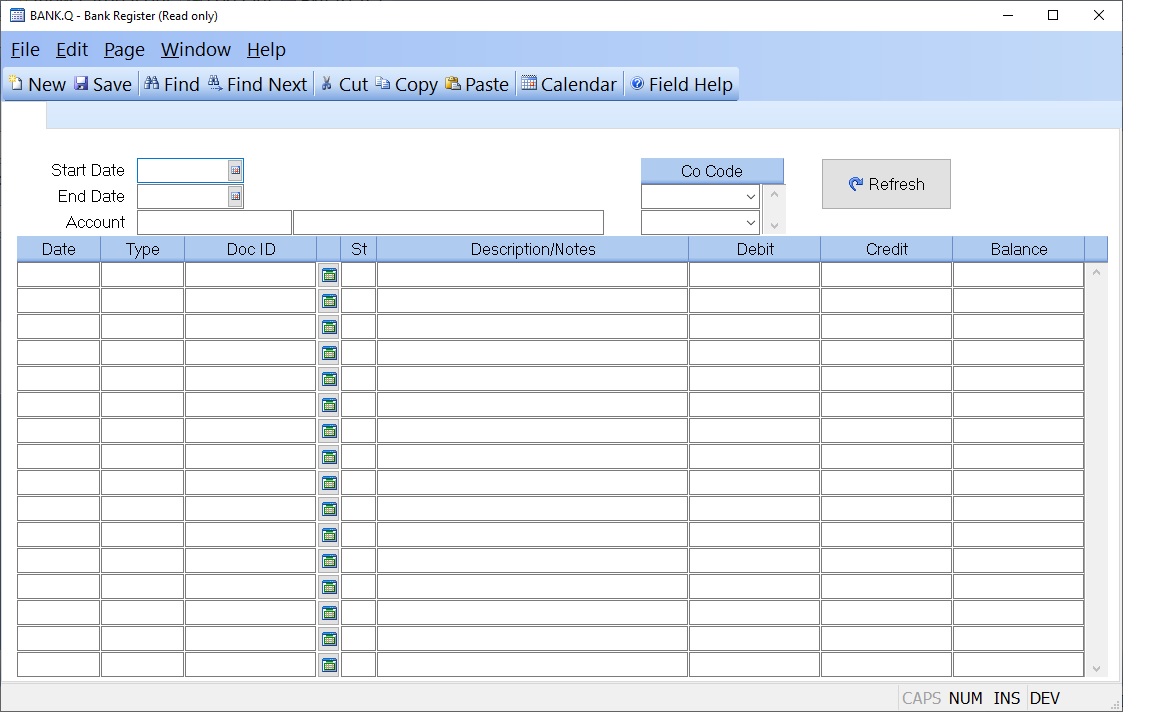 BANK.Q - Bank Register (Read only)
File Edit Page Window Help
New Save Find Find Next Cut Copy Paste Calendar Field Help
Start Date
End Date
Account
Co Code
Refresh
Date Type Doc ID St Description/Notes Debit Credit Balance
CAPS NUM INS DEV